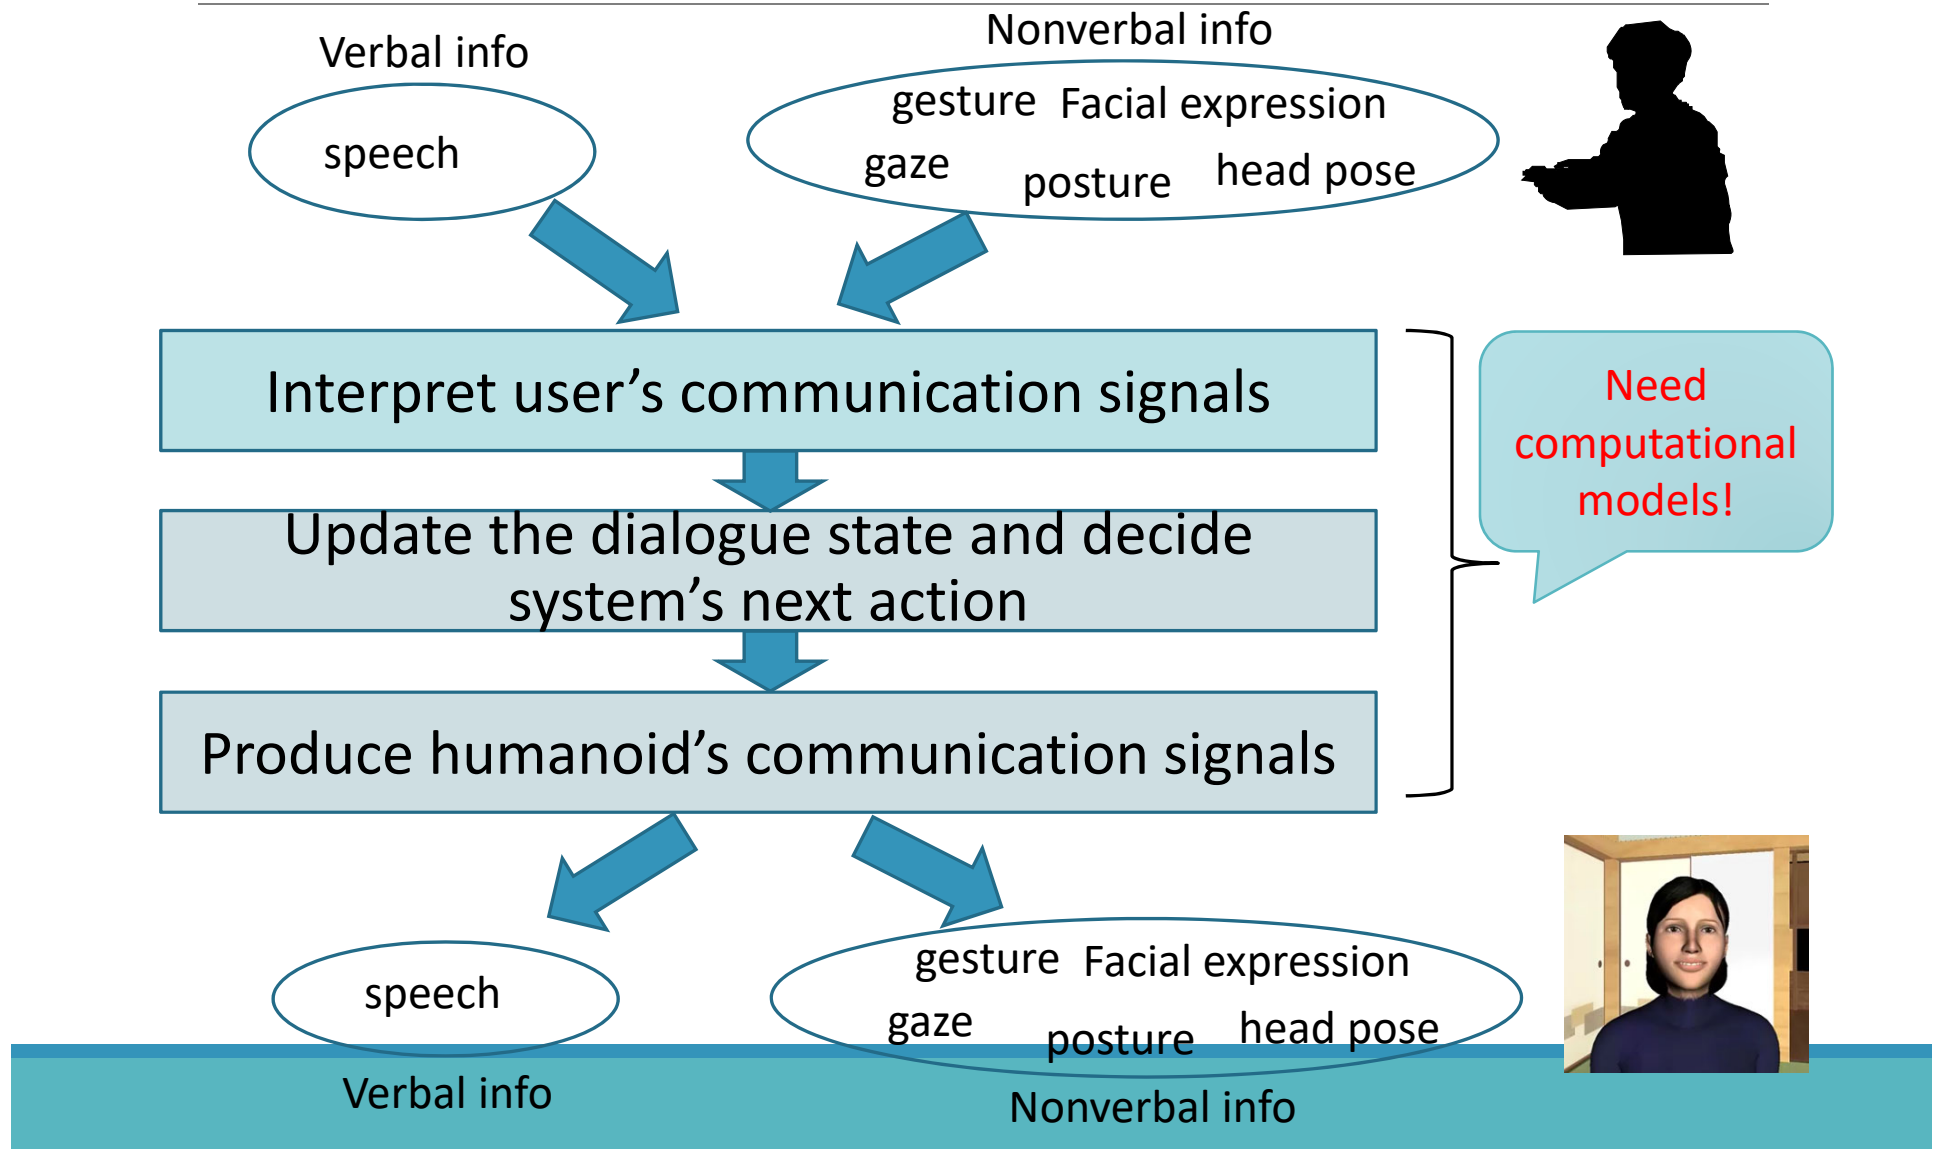 Verbal info
Nonverbal info
speech
gesture Facial expression
gaze posture head pose
Interpret user’s communication signals
Update the dialogue state and decide
system’s next action
Produce humanoid’s communication signals
Need
computational
models!
speech
gesture Facial expression
gaze posture head pose
Verbal info
Nonverbal info